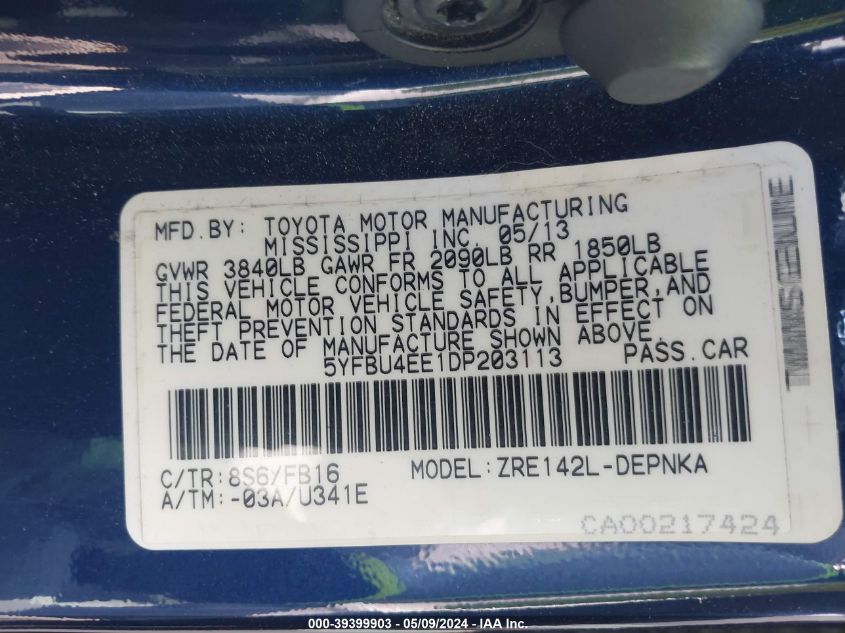 MFD.BY: TOYOTA MOTOR MANUFACTURING
MISSISSIPPI INC. 05/13
GVWR 3840LB GAWR FR 2090LB RR 1850LB
THIS VEHICLE CONFORMS TO ALL APPLICABLE
FEDERAL MOTOR VEHICLE SAFETY,BUMPER,AND
THEFT PREVENTION STANDARDS IN EFFECT ON
THE DATE OF MANUFACTURE SHOWN ABOVE.
5YFBU4EE1DP203113 PASS.CAR
C/TR:8S6/FB16 MODEL:ZRE142L-DEPNKA
A/TM:-03A/U341E
CA00217424
000-39399903 - 05/09/2024 - IAA Inc.